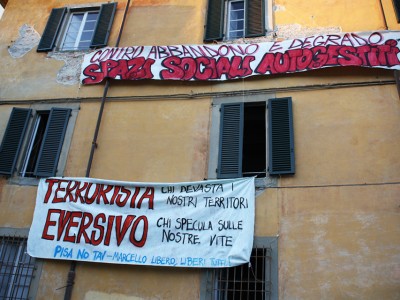 CONTRO ABBANDONO E DEGRADO
SPAZI SOCIALI AUTOGESTITI
TERRORISTA CHI DEVASTA I
NOSTRI TERRITORI
EVERSIVO CHI SPECULA SULLE
NOSTRE VITE
PISA NO TAV - MARCELLO LIBERO, LIBERI TUTTI